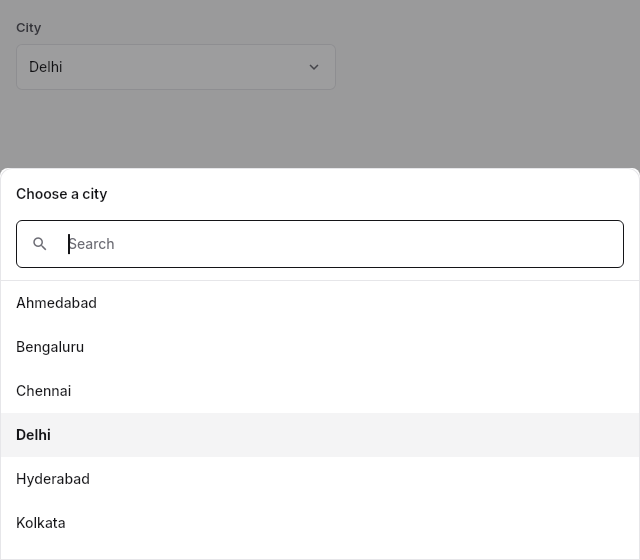 City
Delhi
Choose a city
Search
Ahmedabad
Bengaluru
Chennai
Delhi
Hyderabad
Kolkata